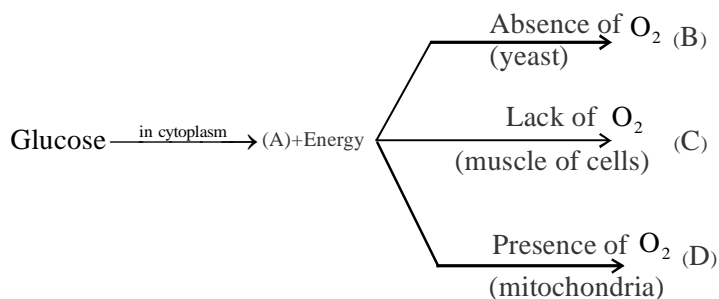 Absence of O2 (B)
(yeast)
Glucose in cytoplasm (A)+Energy
Lack of O2 (C)
(muscle of cells)
Presence of O2 (D)
(mitochondria)